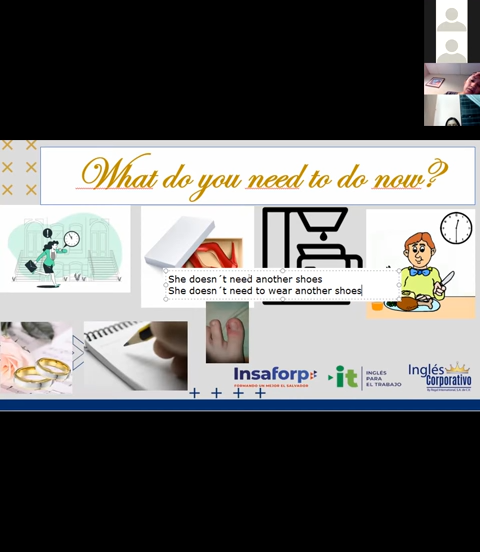 What do you need to do now?
She doesn´t need another shoes
She doesn´t need to wear another shoes
Insaforp
FORMANDO UN MEJOR EL SALVADOR
it
INGLÉS
PARA
EL TRABAJO
Inglés
Corporativo